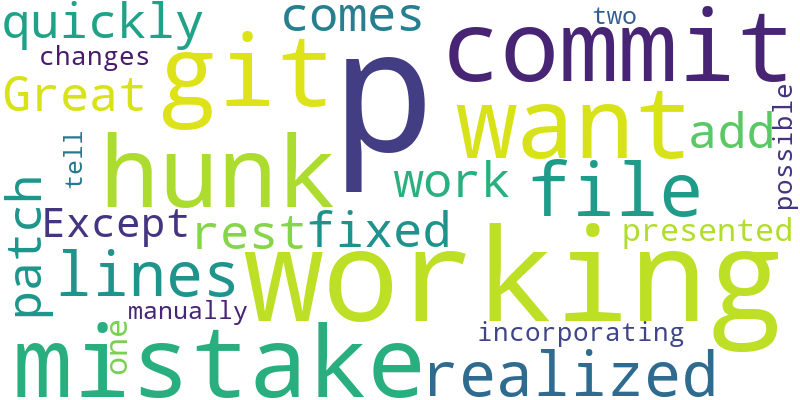 quickly
comes
two
commit
changes
git
p
Great
want
add
possible
tell
hunk
work
file
patch
Except
rest
fixed
presented
lines
working
manually
one
incorporating
mistake
realized